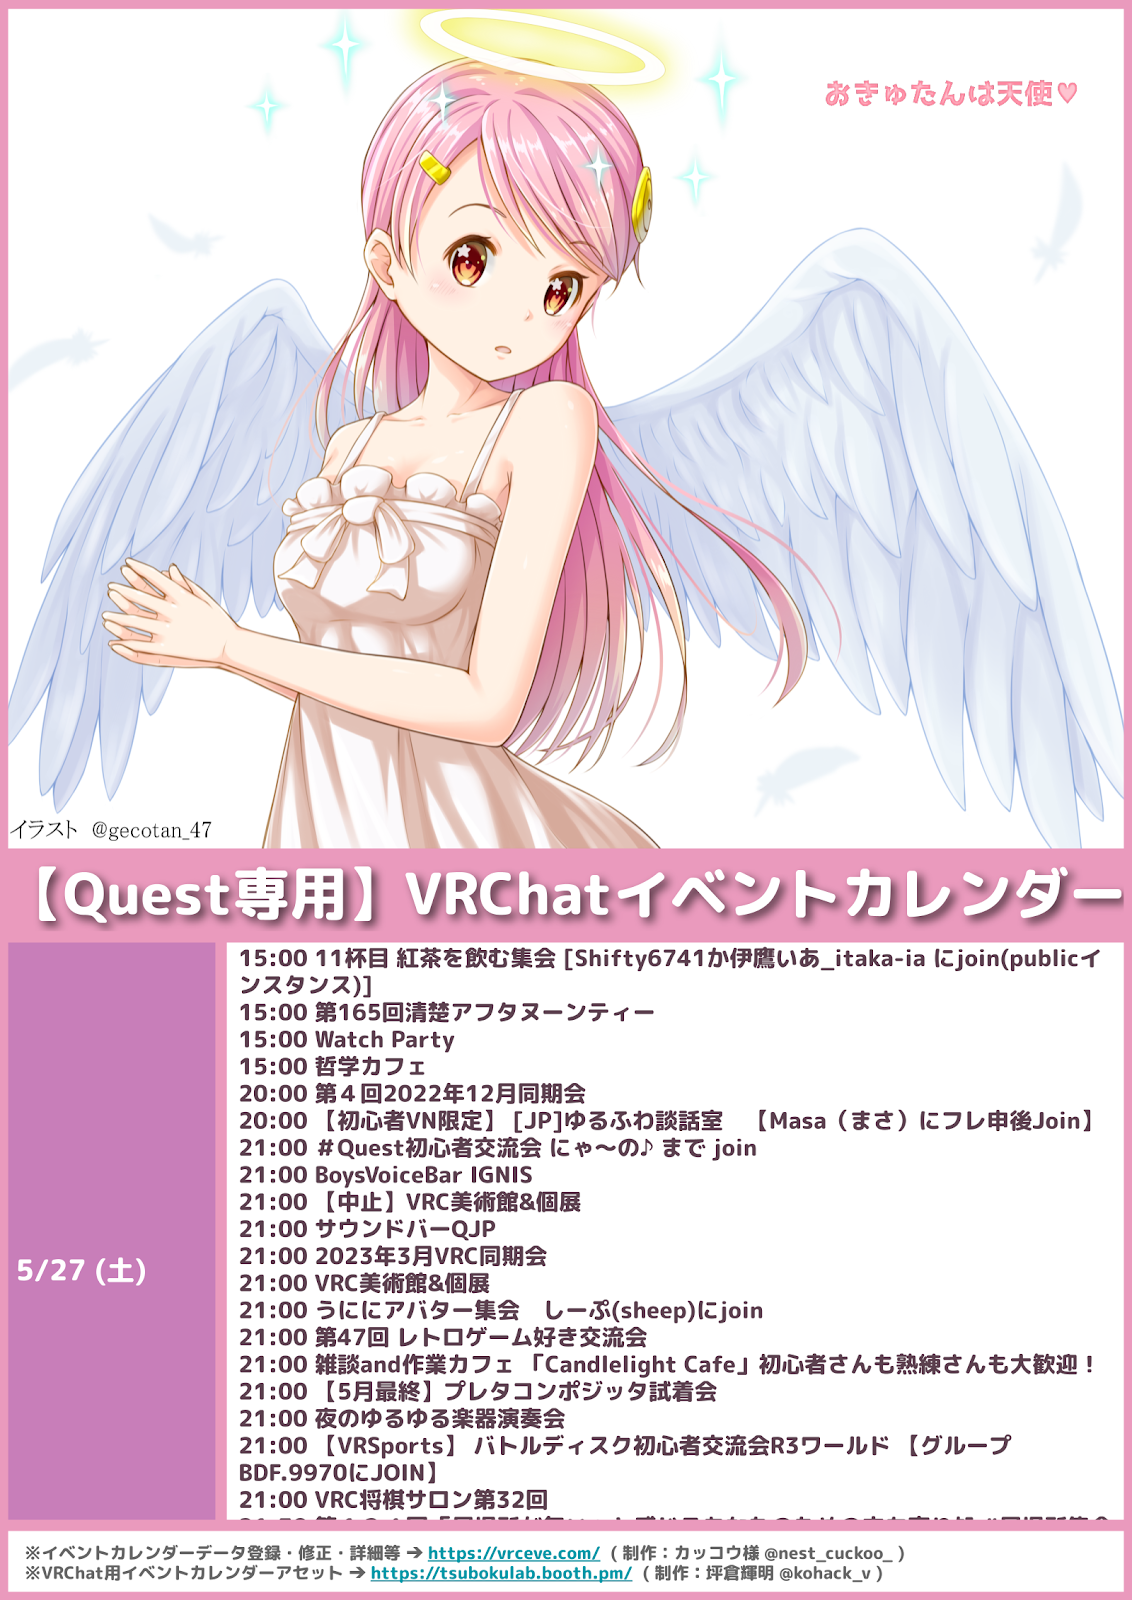 おきゅたんは天使♥
イラスト @gecotan_47
【Quest専用】VRChatイベントカレンダー
5/27 (土)
15:00 11杯目 紅茶を飲む集会 [Shifty6741か伊鷹いあ_itaka-ia にjoin(publicイ
ンスタンス)]
15:00 第165回清楚アフタヌーンティー
15:00 Watch Party
15:00 哲学カフェ
20:00 第４回2022年12月同期会
20:00 【初心者VN限定】 [JP]ゆるふわ談話室　【Masa（まさ）にフレ申後Join】
21:00 ＃Quest初心者交流会 にゃ〜の♪ まで join
21:00 BoysVoiceBar IGNIS
21:00 【中止】VRC美術館&個展
21:00 サウンドバーQJP
21:00 2023年3月VRC同期会
21:00 VRC美術館&個展
21:00 うににアバター集会　しーぷ(sheep)にjoin
21:00 第47回 レトロゲーム好き交流会
21:00 雑談and作業カフェ 「Candlelight Cafe」初心者さんも熟練さんも大歓迎！
21:00 【5月最終】プレタコンポジッタ試着会
21:00 夜のゆるゆる楽器演奏会
21:00 【VRSports】 バトルディスク初心者交流会R3ワールド 【グループ
BDF.9970にJOIN】
21:00 VRC将棋サロン第32回
※イベントカレンダーデータ登録・修正・詳細等 ➔ https://vrceve.com/ ( 制作：カッコウ様 @nest_cuckoo_ )
※VRChat用イベントカレンダーアセット ➔ https://tsubokulab.booth.pm/ ( 制作：坪倉輝明 @kohack_v )